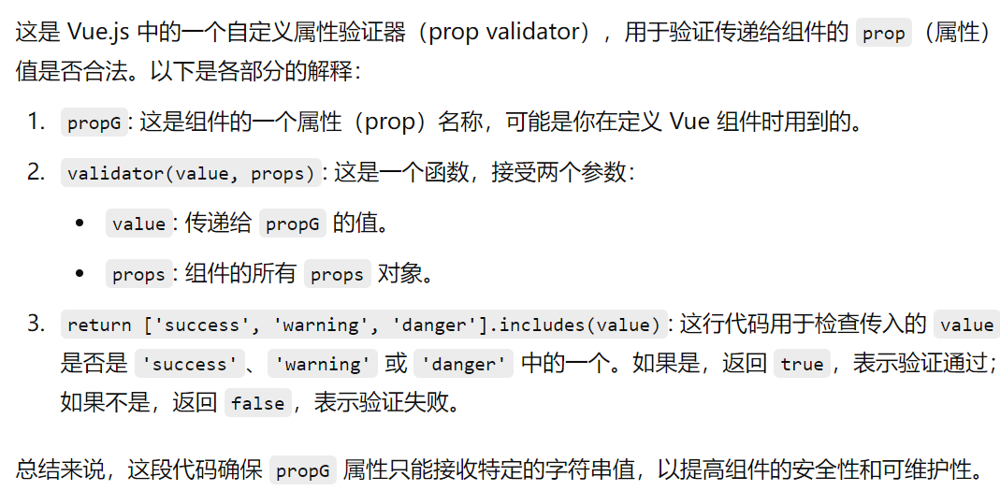 这是 Vue.js 中的一个自定义属性验证器（prop validator），用于验证传递给组件的 prop（属性）
值是否合法。以下是各部分的解释：
1. propG: 这是组件的一个属性（prop）名称，可能是你在定义 Vue 组件时用到的。
2. validator(value, props): 这是一个函数，接受两个参数：
• value: 传递给 propG 的值。
• props: 组件的所有 props 对象。
3. return ['success', 'warning', 'danger'].includes(value): 这行代码用于检查传入的 value
是否是 'success'、'warning' 或 'danger' 中的一个。如果是，返回 true，表示验证通过；
如果不是，返回 false，表示验证失败。
总结来说，这段代码确保 propG 属性只能接收特定的字符串值，以提高组件的安全性和可维护性。